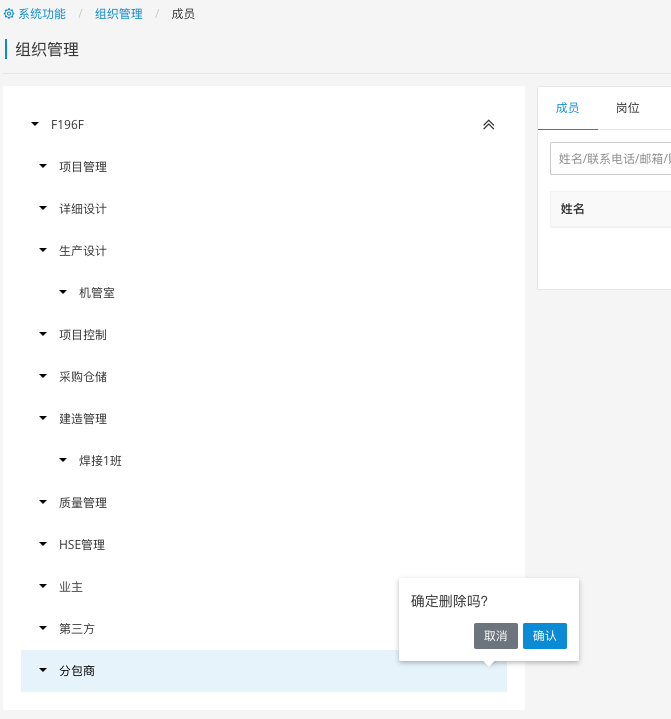 系统功能 / 组织管理 / 成员
组织管理
F196F
项目管理
详细设计
生产设计
机管室
项目控制
采购仓储
建造管理
焊接1班
质量管理
HSE管理
业主
第三方
分包商
确定删除吗?
取消 确认
成员 岗位
姓名/联系电话/邮箱/
姓名